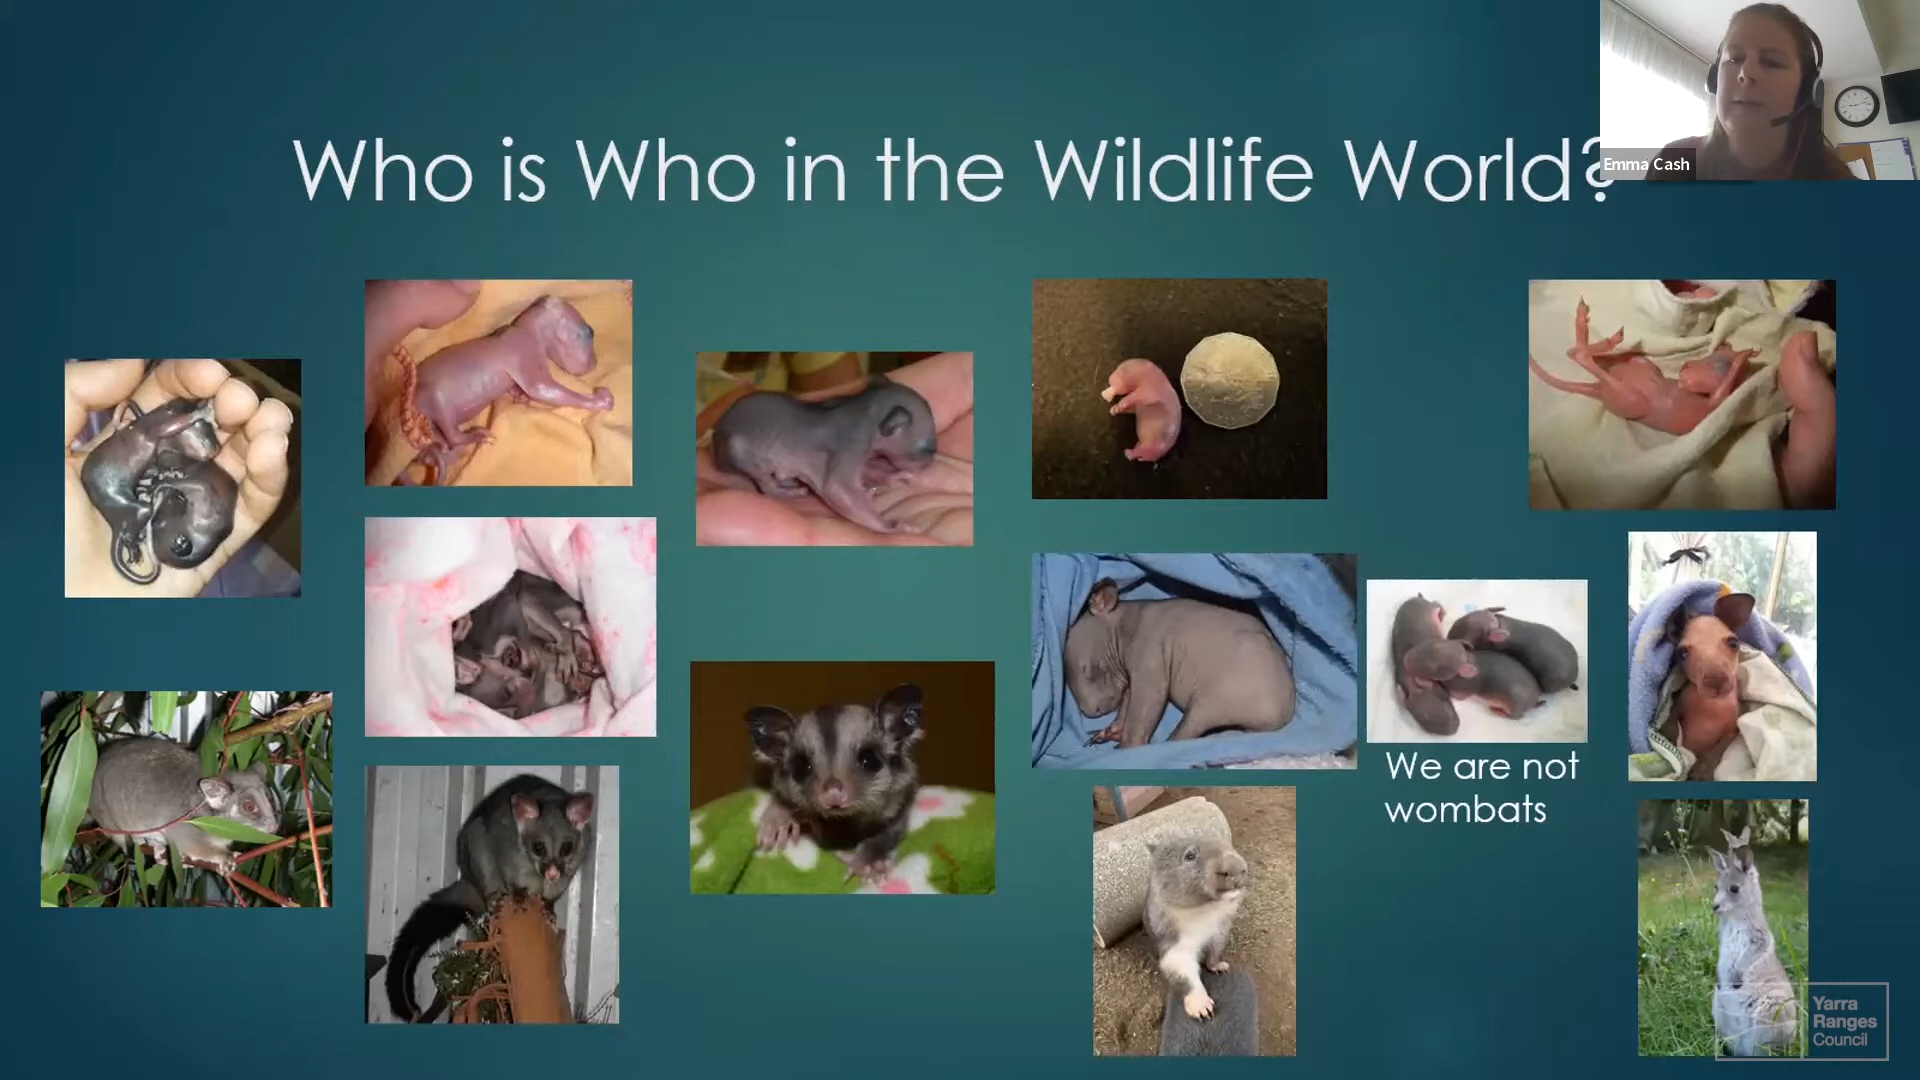 Who is Who in the Wildlife World?
Emma Cash
We are not
wombats
Yarra
Ranges
Council